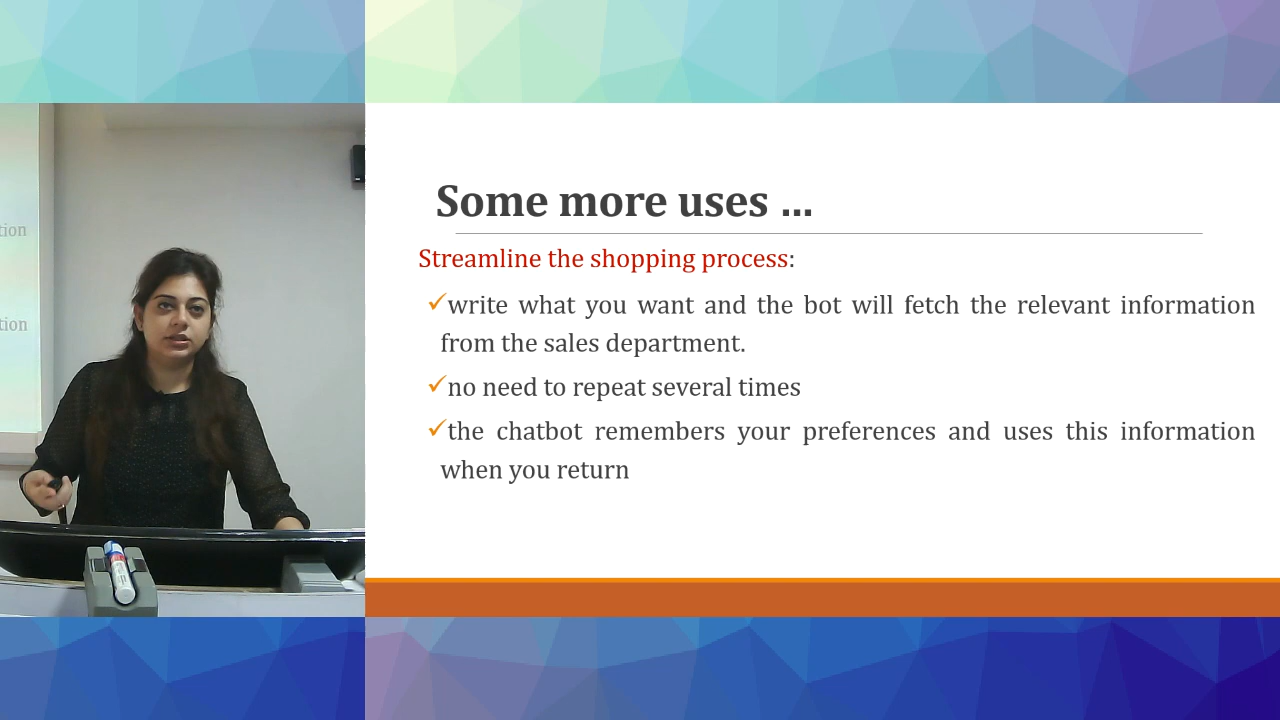 tion
tion
Some more uses ...
Streamline the shopping process:
✓write what you want and the bot will fetch the relevant information
from the sales department.
✓no need to repeat several times
✓the chatbot remembers your preferences and uses this information
when you return